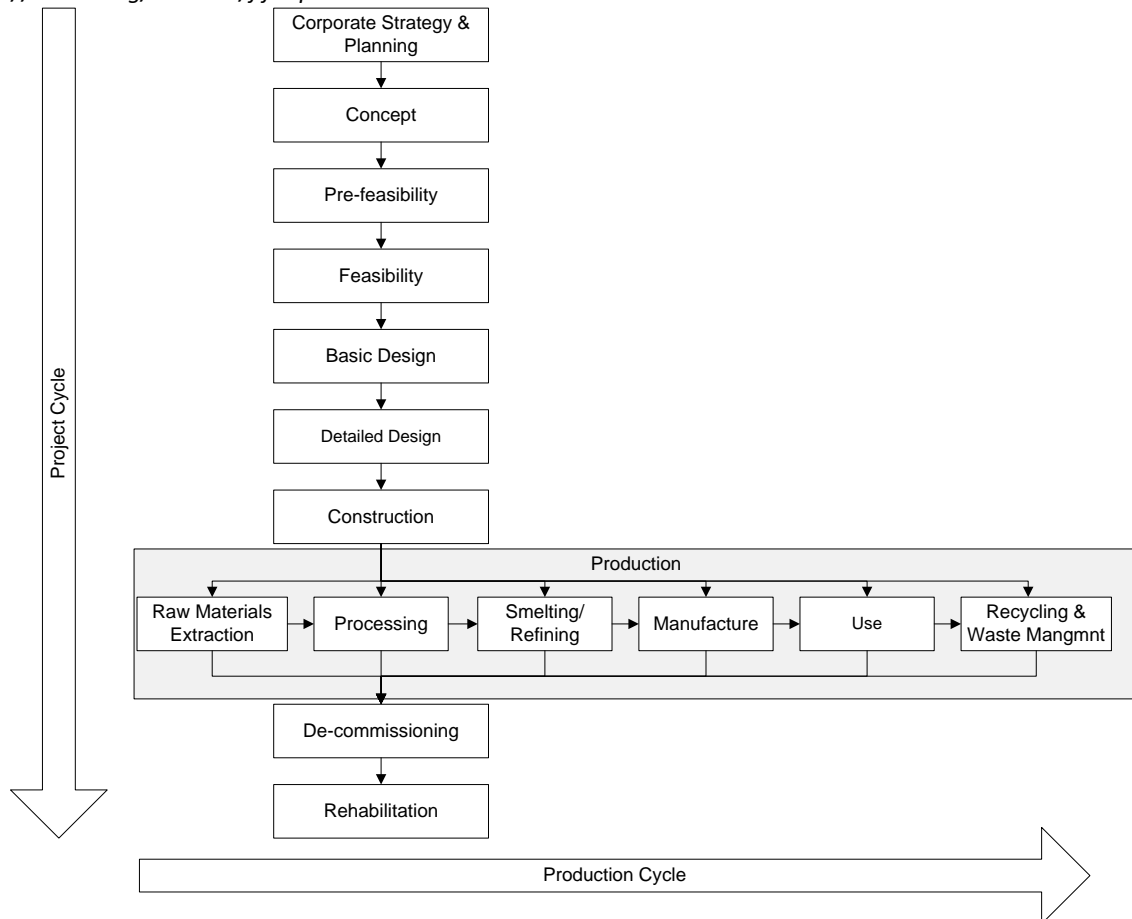 Corporate Strategy &
Planning
Concept
Pre-feasibility
Feasibility
Basic Design
Detailed Design
Construction
Project Cycle
Production
Raw Materials
Extraction
Processing
Smelting/
Refining
Manufacture
Use
Recycling &
Waste Mangmnt
De-commissioning
Rehabilitation
Production Cycle